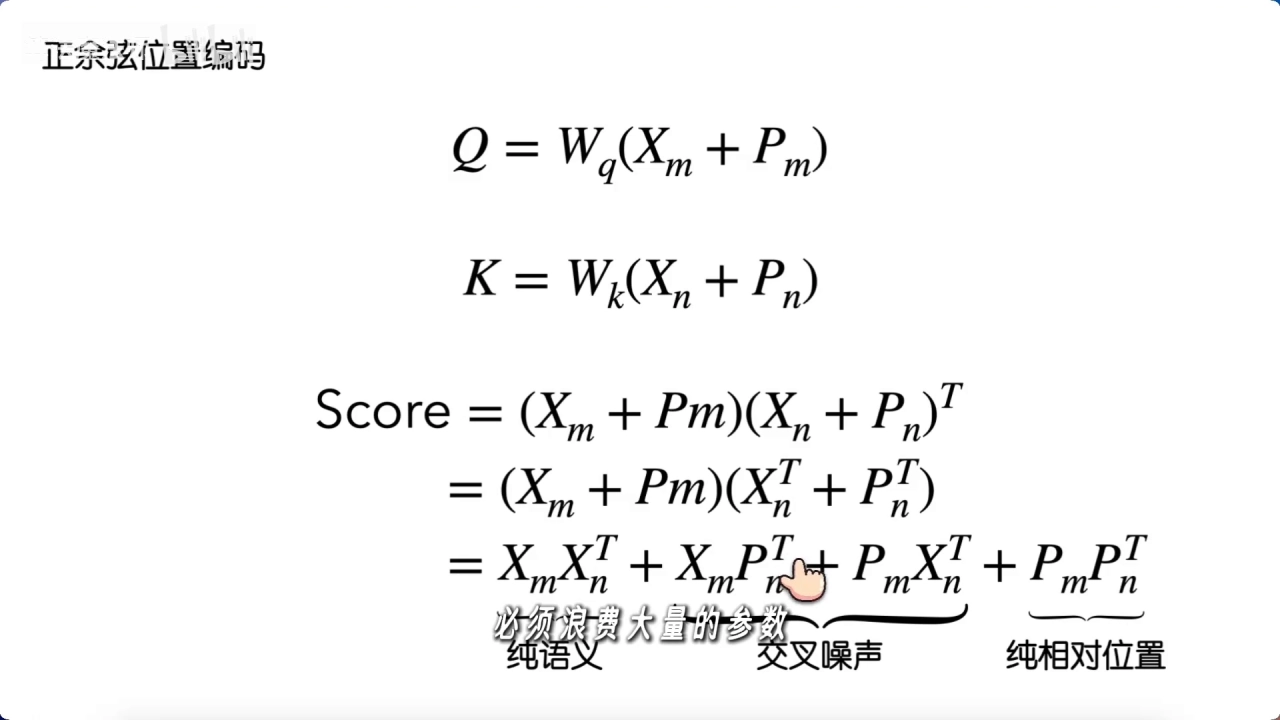 正余弦位置编码
Q = W_q(X_m + P_m)
K = W_k(X_n + P_n)
Score = (X_m + Pm)(X_n + P_n)^T
= (X_m + Pm)(X_n^T + P_n^T)
= X_m X_n^T + X_m P_n^T + P_m X_n^T + P_m P_n^T
必须浪费大量的参数
纯语义 交叉噪声 纯相对位置